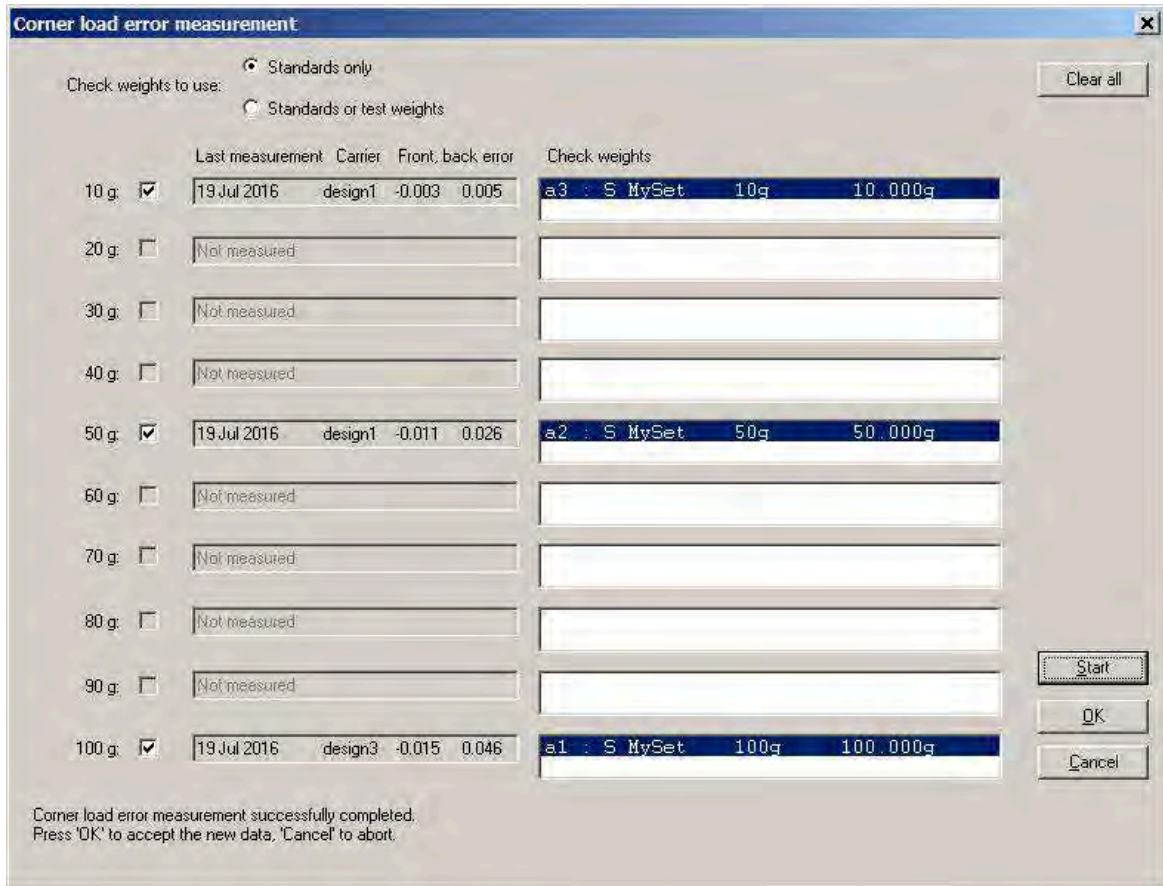 Corner load error measurement
Check weights to use:
Standards only
Standards or test weights
Clear all
Last measurement Carrier Front, back error Check weights
10 g: 19 Jul 2016 design1 -0.003 0.005 a3 : S MySet 10g 10.000g
20 g: Not measured
30 g: Not measured
40 g: Not measured
50 g: 19 Jul 2016 design1 -0.011 0.026 a2 : S MySet 50g 50.000g
60 g: Not measured
70 g: Not measured
80 g: Not measured
90 g: Not measured
Start
OK
100 g: 19 Jul 2016 design3 -0.015 0.046 a1 : S MySet 100g 100.000g
Cancel
Corner load error measurement successfully completed.
Press 'OK' to accept the new data, 'Cancel' to abort.